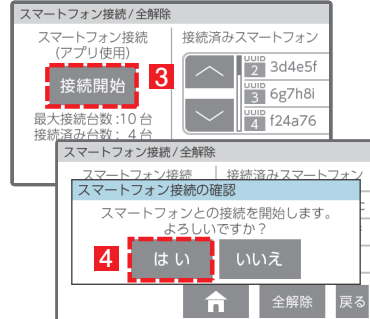 スマートフォン接続/全解除
スマートフォン接続
(アプリ使用)
接続開始
3
最大接続台数:10 台
接続済み台数: 4 台
接続済みスマートフォン
UUID 2 3d4e5f
UUID 3 6g7h8i
UUID 4 f24a76
スマートフォン接続/全解除
スマートフォン接続
接続済みスマートフォン
スマートフォン接続の確認
スマートフォンとの接続を開始します。
よろしいですか?
4
はい
いいえ
全解除
戻る